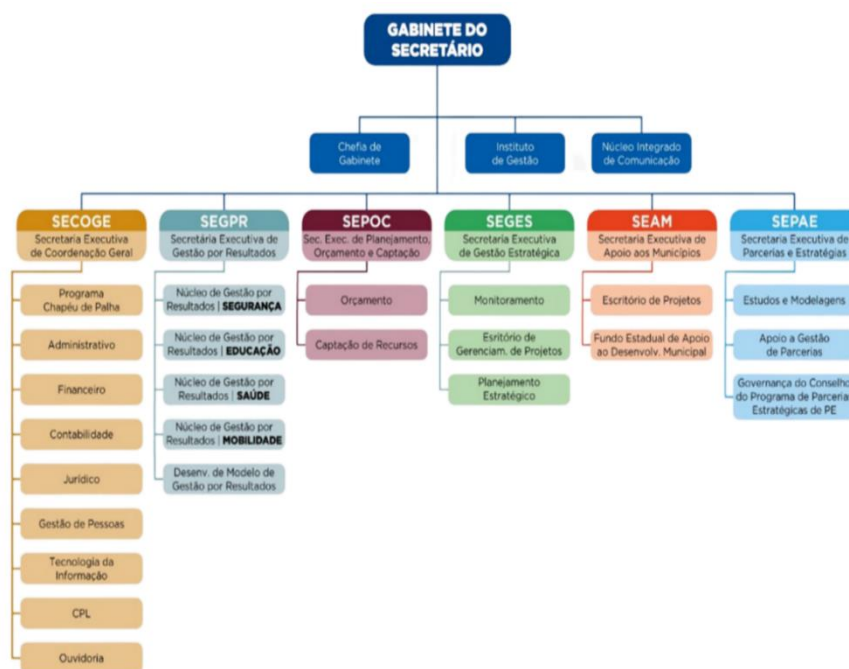 GABINETE DO
SECRETÁRIO
Chefia de
Gabinete
Instituto
de Gestão
Núcleo Integrado
de Comunicação
SECOGE
Secretaria Executiva
de Coordenação Geral
Programa
Chapéu de Palha
Administrativo
Financeiro
Contabilidade
Jurídico
Gestão de Pessoas
Tecnologia da
Informação
CPL
Ouvidoria
SEGPR
Secretária Executiva de
Gestão por Resultados
Núcleo de Gestão por
Resultados | SEGURANÇA
Núcleo de Gestão por
Resultados | EDUCAÇÃO
Núcleo de Gestão por
Resultados | SAÚDE
Núcleo de Gestão por
Resultados | MOBILIDADE
Desenv. de Modelo de
Gestão por Resultados
SEPOC
Sec. Exec. de Planejamento,
Orçamento e Captação
Orçamento
Captação de Recursos
SEGES
Secretaria Executiva
de Gestão Estratégica
Monitoramento
Esritório de
Gerenciam. de Projetos
Planejamento
Estratégico
SEAM
Secretaria Executiva de
Apoio aos Municípios
Escritório de Projetos
Fundo Estadual de Apoio
ao Desenvolv. Municipal
SEPAE
Secretaria Executiva de
Parcerias e Estratégias
Estudos e Modelagens
Apoio a Gestão
de Parcerias
Governança do Conselho
do Programa de Parcerias
Estratégicas de PE